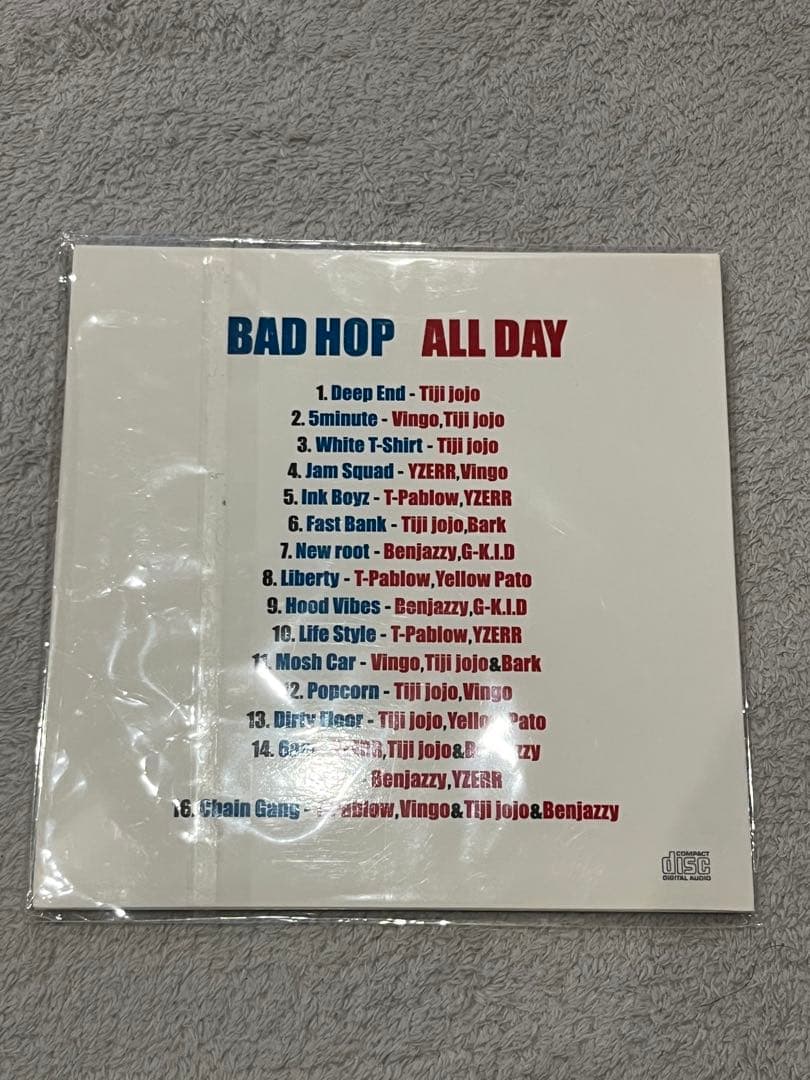 BAD HOP ALL DAY
1. Deep End - Tiji jojo
2. 5minute - Vingo,Tiji jojo
3. White T-Shirt - Tiji jojo
4. Jam Squad - YZERR,Vingo
5. Ink Boyz - T-Pablow,YZERR
6. Fast Bank - Tiji jojo,Bark
7. New root - Benjazzy,G-K.I.D
8. Liberty - T-Pablow,Yellow Pato
9. Hood Vibes - Benjazzy,G-K.I.D
10. Life Style - T-Pablow,YZERR
11. Mosh Car - Vingo,Tiji jojo&Bark
12. Popcorn - Tiji jojo,Vingo
13. Dirty Floor - Tiji jojo,Yellow Pato
14. - YZERR,Tiji jojo&Benjazzy
Benjazzy,YZERR
16. Chain Gang - T-Pablow,Vingo&Tiji jojo&Benjazzy
COMPACT
disc
DIGITAL AUDIO